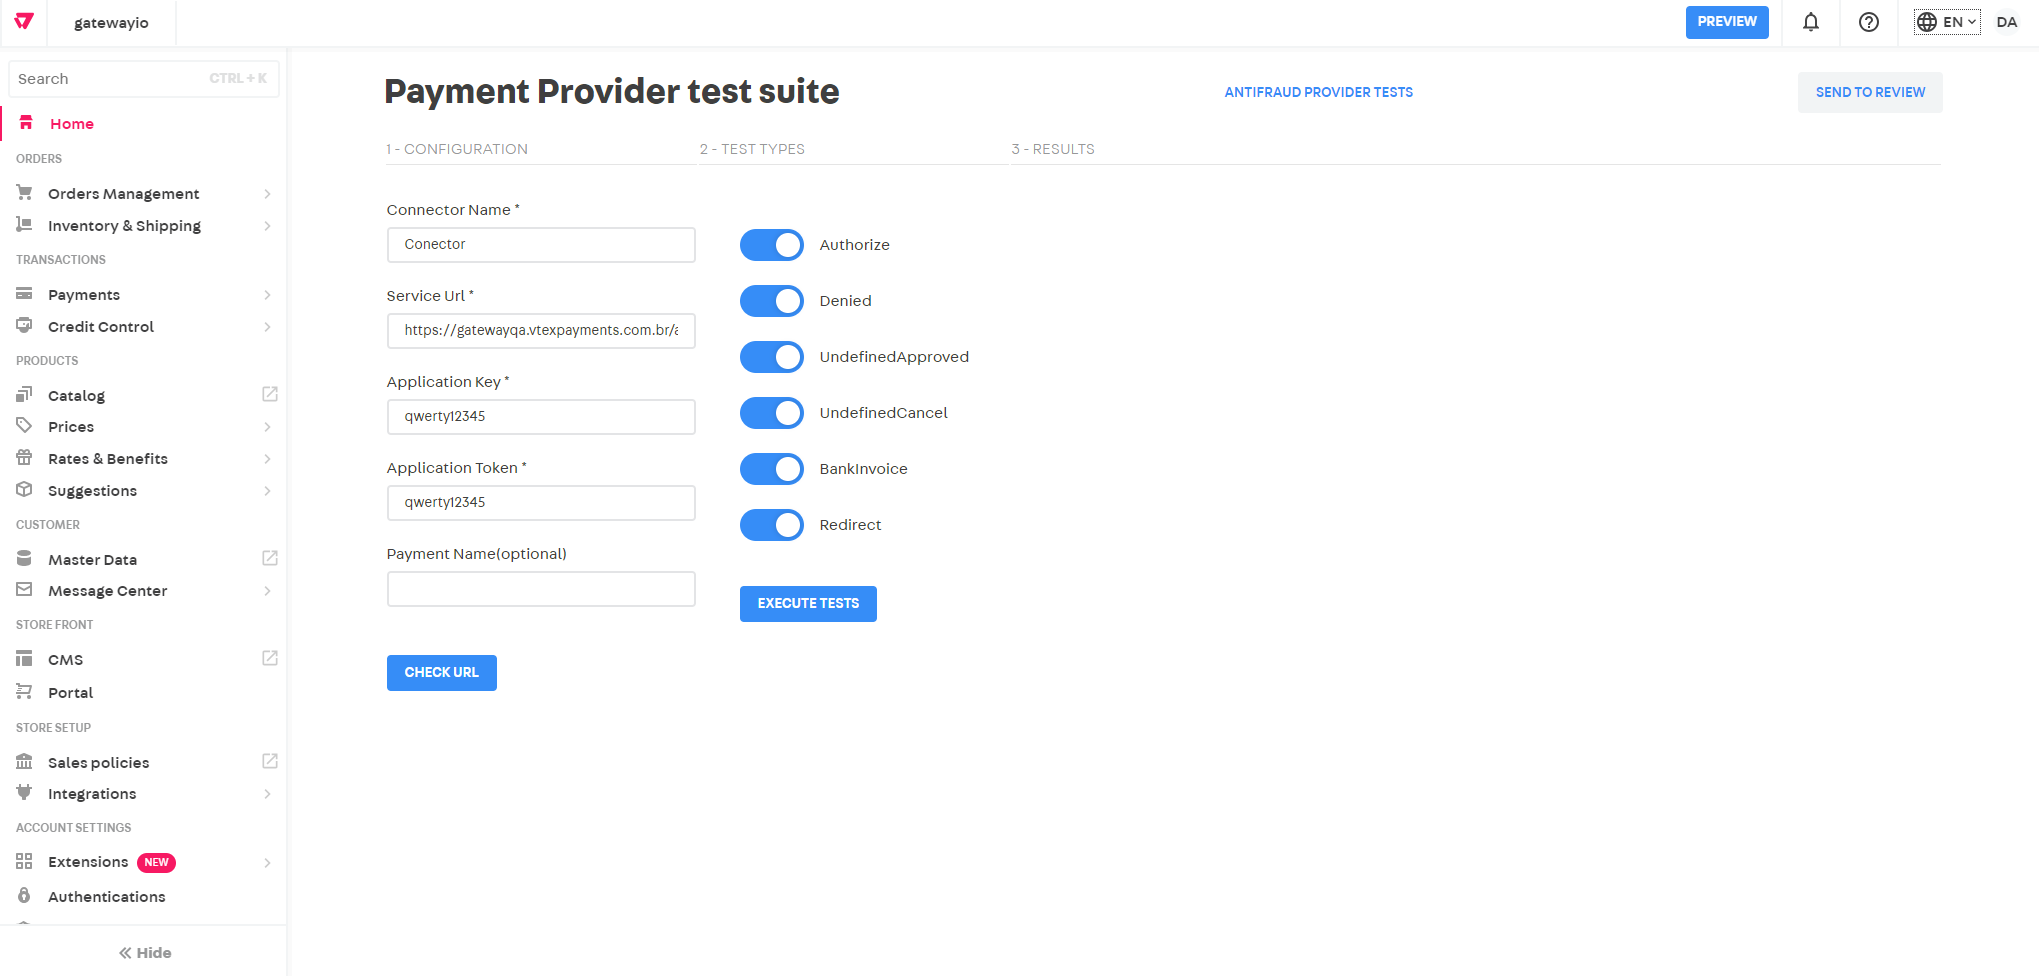 gatewayio
PREVIEW
EN
DA
Search CTRL + K
Home
ORDERS
Orders Management
Inventory & Shipping
TRANSACTIONS
Payments
Credit Control
PRODUCTS
Catalog
Prices
Rates & Benefits
Suggestions
CUSTOMER
Master Data
Message Center
STORE FRONT
CMS
Portal
STORE SETUP
Sales policies
Integrations
ACCOUNT SETTINGS
Extensions NEW
Authentications
Hide
Payment Provider test suite
ANTIFRAUD PROVIDER TESTS
SEND TO REVIEW
1 - CONFIGURATION
2 - TEST TYPES
3 - RESULTS
Connector Name *
Conector
Service Url *
https://gatewayqa.vtexpayments.com.br/a
Application Key *
qwerty12345
Application Token *
qwerty12345
Payment Name(optional)
CHECK URL
Authorize
Denied
UndefinedApproved
UndefinedCancel
BankInvoice
Redirect
EXECUTE TESTS